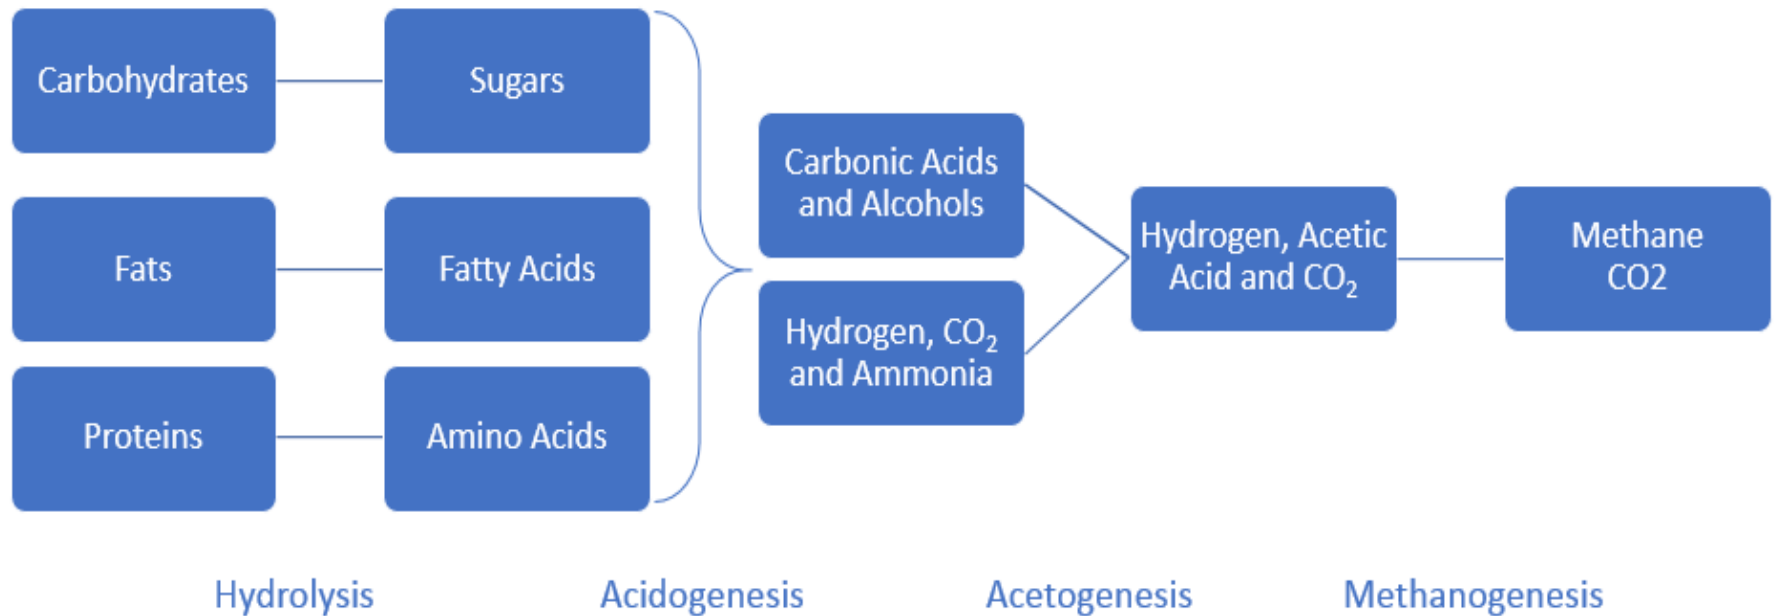 Carbohydrates
Sugars
Fats
Fatty Acids
Proteins
Amino Acids
Carbonic Acids
and Alcohols
Hydrogen, CO₂
and Ammonia
Hydrogen, Acetic
Acid and CO₂
Methane
CO2
Hydrolysis
Acidogenesis
Acetogenesis
Methanogenesis